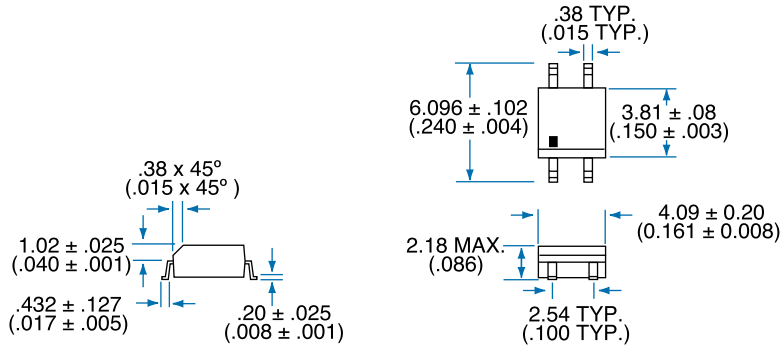 .38 TYP.
(.015 TYP.)
6.096 ± .102
(.240 ± .004)
3.81 ± .08
(.150 ± .003)
.38 x 45º
(.015 x 45º )
4.09 ± 0.20
(0.161 ± 0.008)
1.02 ± .025
(.040 ± .001)
2.18 MAX.
(.086)
.432 ± .127
(.017 ± .005)
.20 ± .025
(.008 ± .001)
2.54 TYP.
(.100 TYP.)